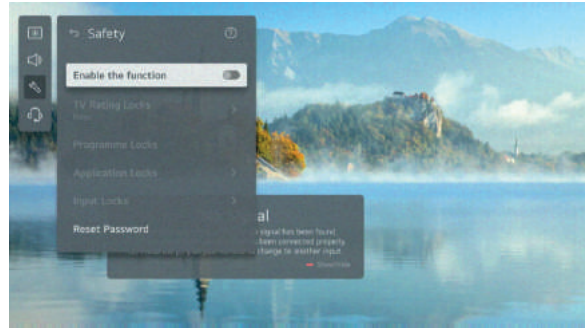 Safety
Enable the function
TV Rating Locks
Programme Locks
Application Locks
Input Locks
Reset Password
al
signal has been found.
been connected properly
change to another input.